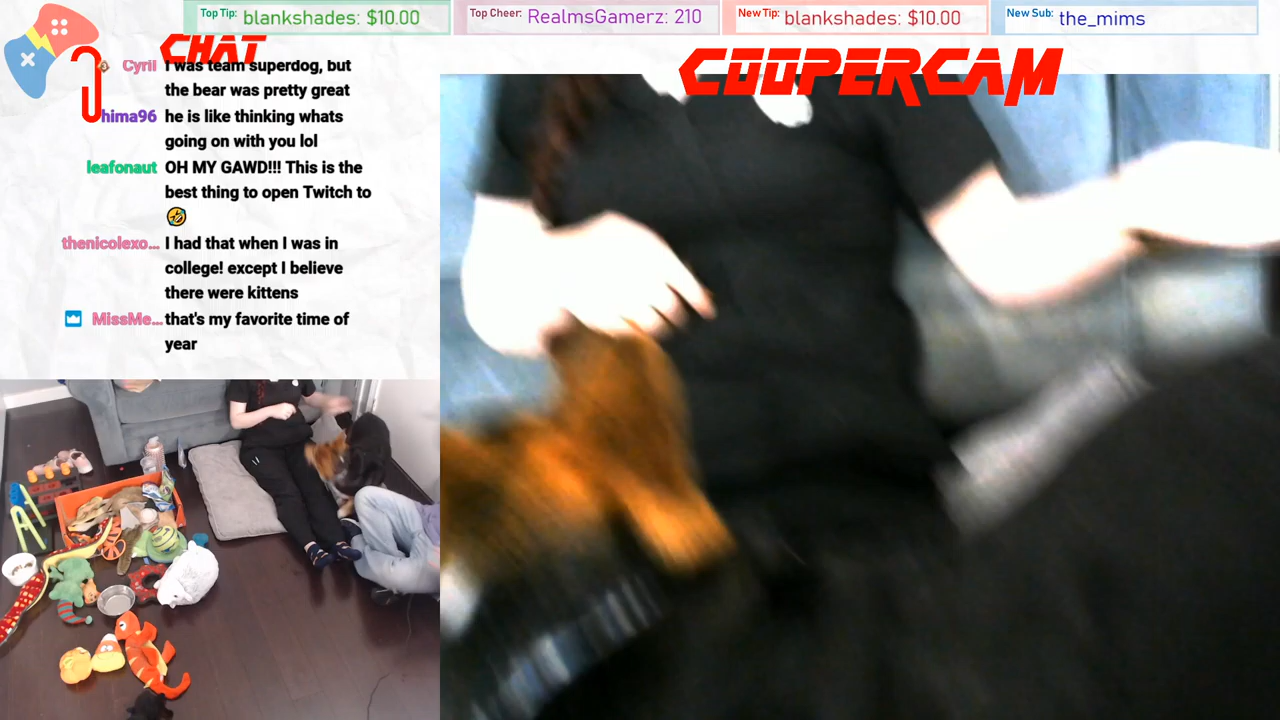 Top Tip: blankshades: $10.00
Top Cheer: RealmsGamerz: 210
New Tip: blankshades: $10.00
New Sub: the_mims
CHAT
COOPERCAM
Cyril I was team superdog, but
the bear was pretty great
hima96 he is like thinking whats
going on with you lol
leafonaut OH MY GAWD!!! This is the
best thing to open Twitch to
🤣
thenicolexo... I had that when I was in
college! except I believe
there were kittens
MissMe... that's my favorite time of
year